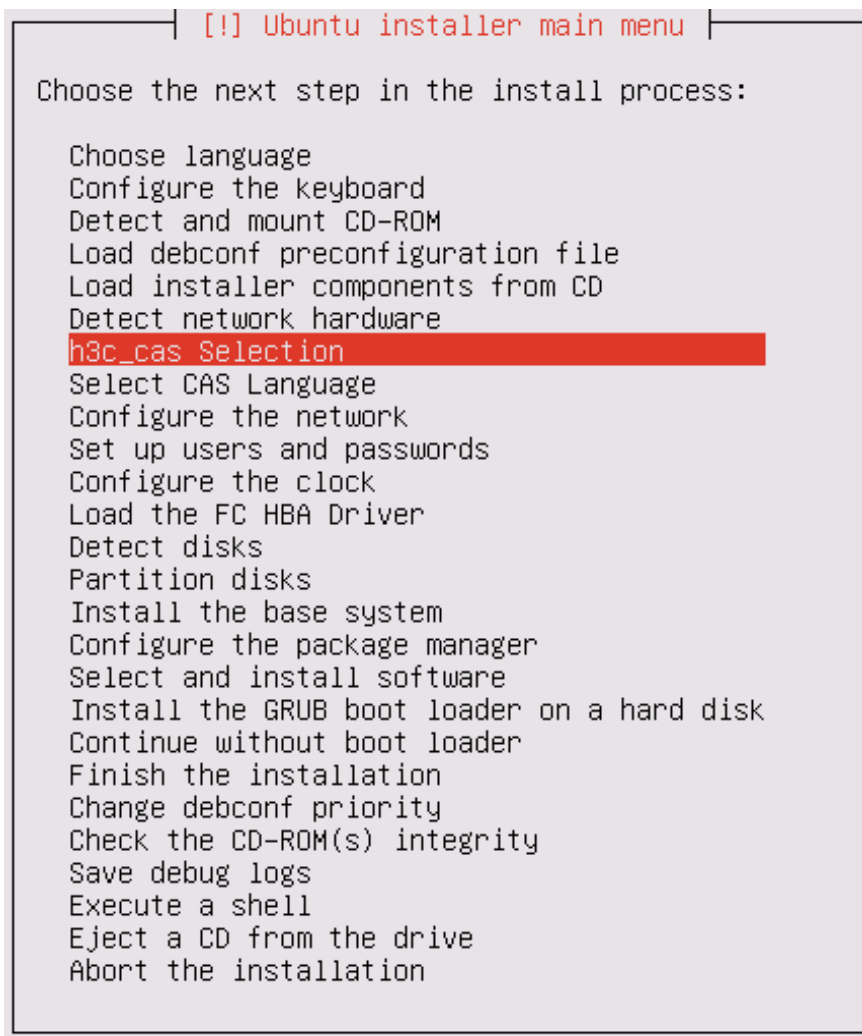 [!] Ubuntu installer main menu
Choose the next step in the install process:
Choose language
Configure the keyboard
Detect and mount CD-ROM
Load debconf preconfiguration file
Load installer components from CD
Detect network hardware
h3c_cas Selection
Select CAS Language
Configure the network
Set up users and passwords
Configure the clock
Load the FC HBA Driver
Detect disks
Partition disks
Install the base system
Configure the package manager
Select and install software
Install the GRUB boot loader on a hard disk
Continue without boot loader
Finish the installation
Change debconf priority
Check the CD-ROM(s) integrity
Save debug logs
Execute a shell
Eject a CD from the drive
Abort the installation